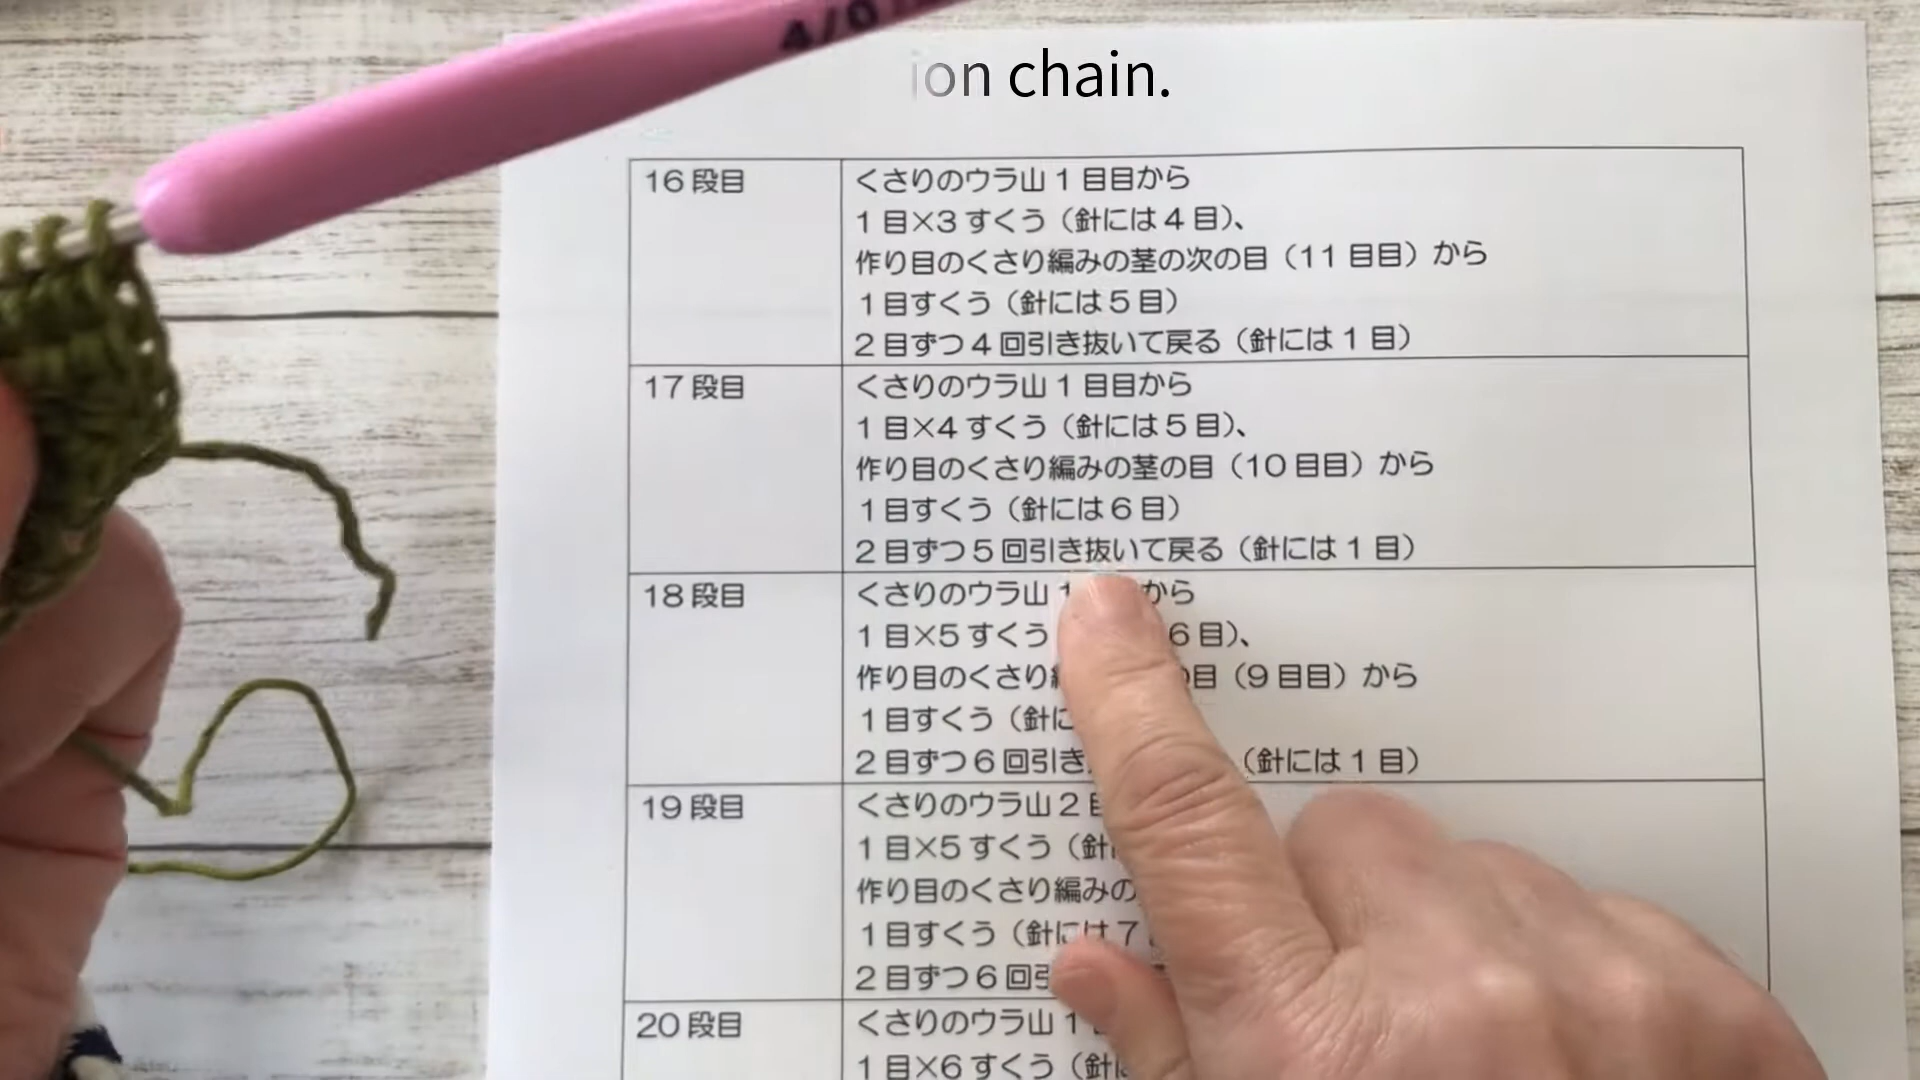 4/0
ion chain.
16段目
くさりのウラ山1目目から
1目×3すくう(針には4目)、
作り目のくさり編みの茎の次の目(11目目)から
1目すくう(針には5目)
2目ずつ4回引き抜いて戻る(針には1目)
17段目
くさりのウラ山1目目から
1目×4すくう(針には5目)、
作り目のくさり編みの茎の目(10目目)から
1目すくう(針には6目)
2目ずつ5回引き抜いて戻る(針には1目)
18段目
くさりのウラ山1 から
1目×5すくう 6目)、
作り目のくさり編 の目(9目目)から
1目すくう(針に
2目ずつ6回引き (針には1目)
19段目
くさりのウラ山2目
1目×5すくう(針
作り目のくさり編みの
1目すくう(針には7
2目ずつ6回引
20段目
くさりのウラ山1
1目×6すくう(針